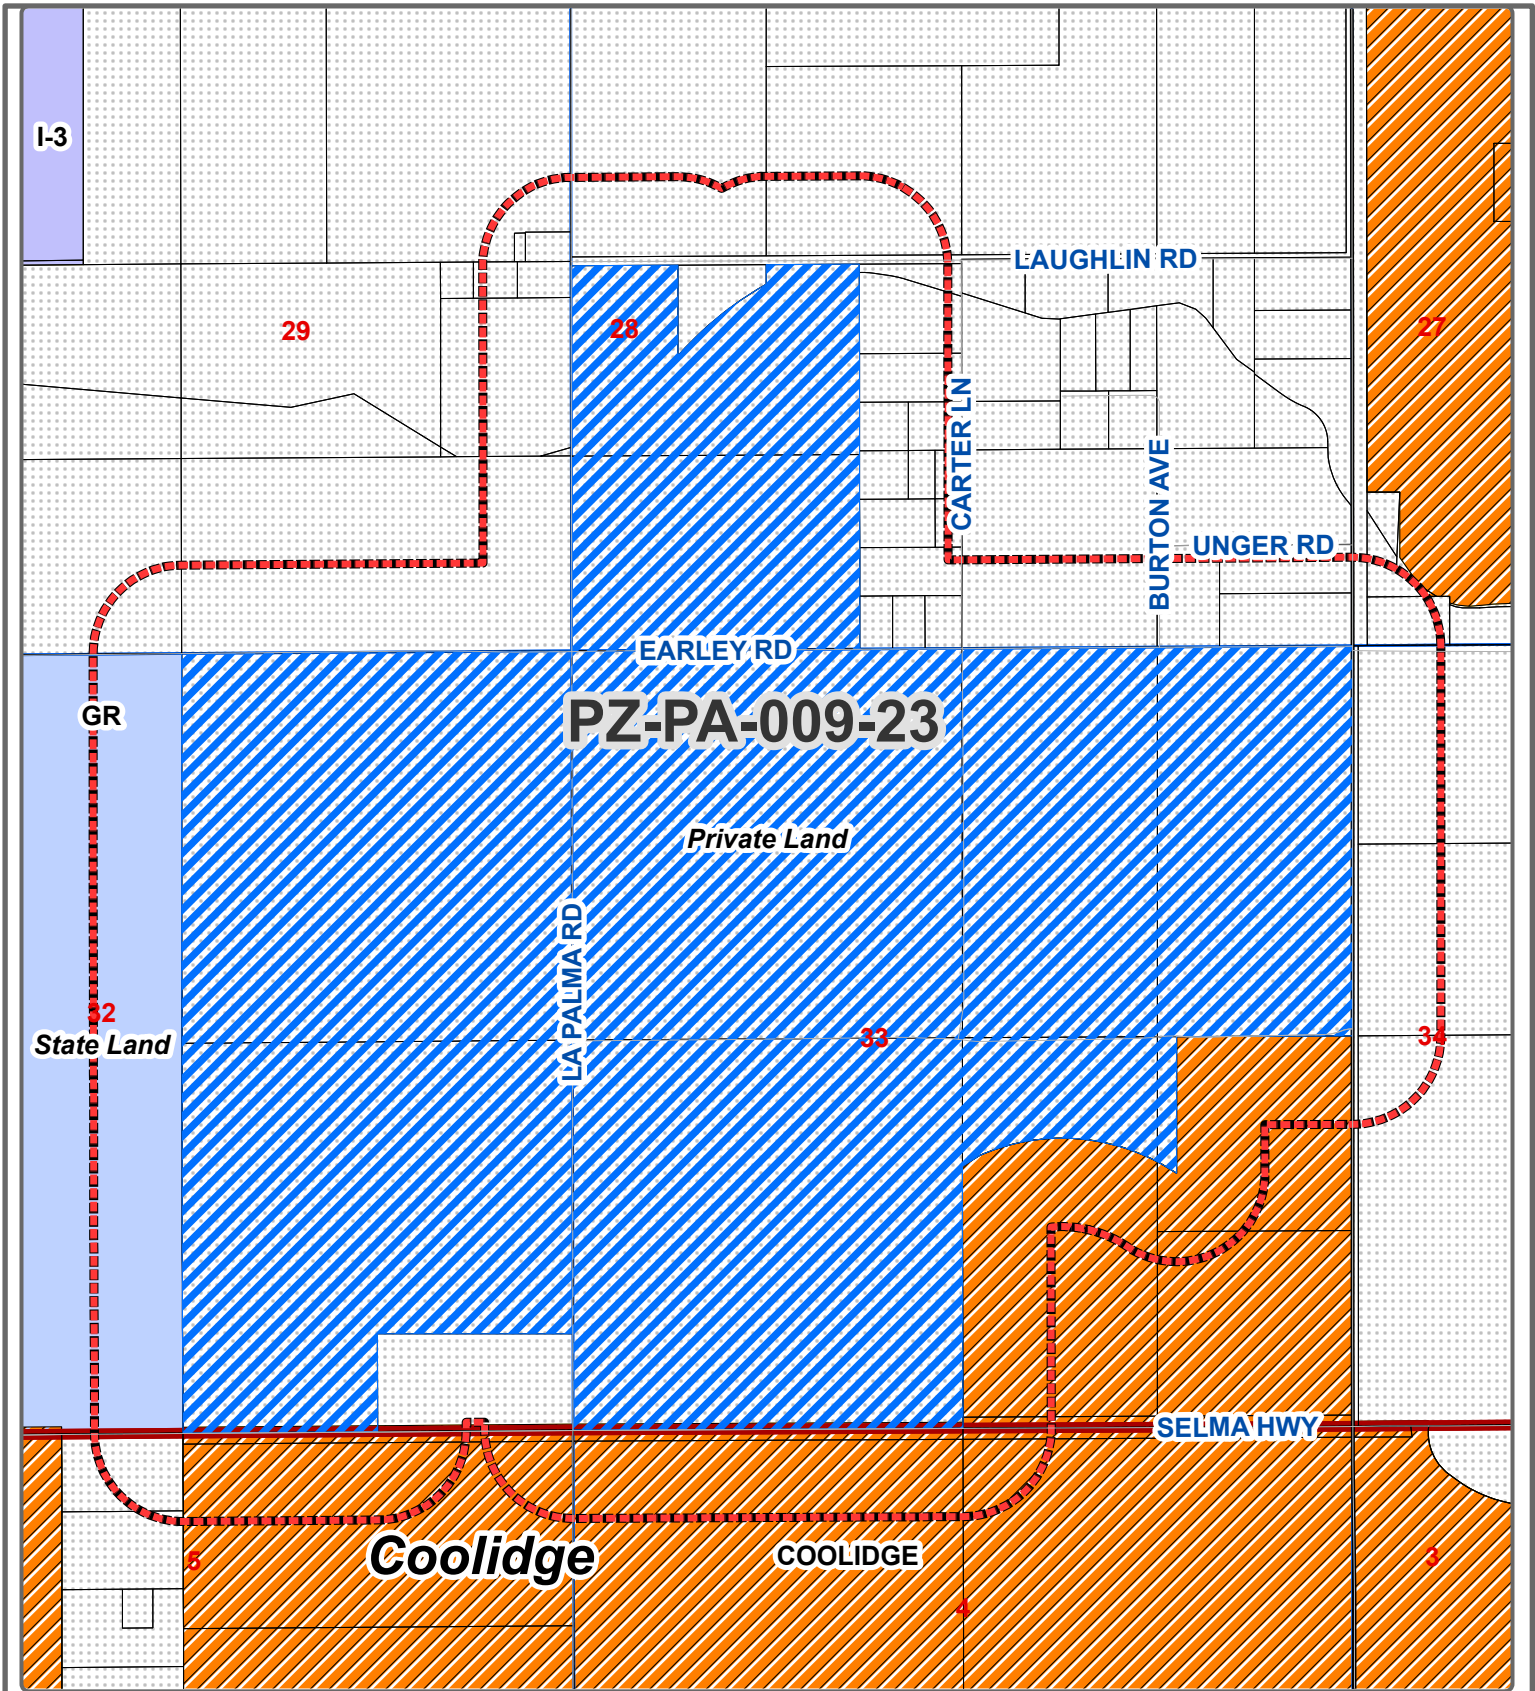 I-3
LAUGHLIN RD
29
28
27
CARTER LN
BURTON AVE
UNGER RD
EARLEY RD
GR
PZ-PA-009-23
Private Land
LA PALMA RD
32
33
34
State Land
SELMA HWY
Coolidge
COOLIDGE
5
3
4